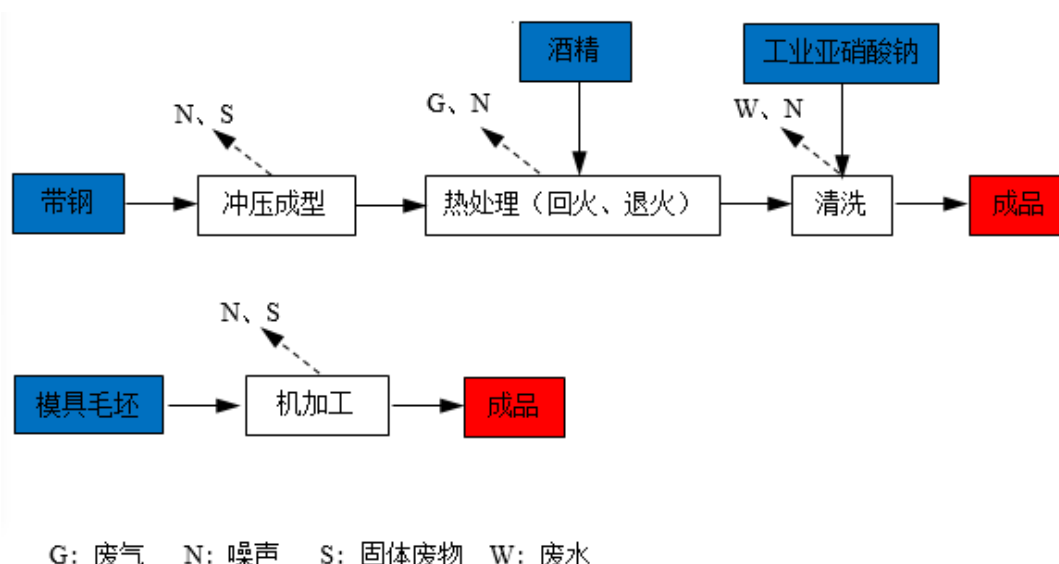 酒精
工业亚硝酸钠
N、S
G、N
W、N
带钢
冲压成型
热处理（回火、退火）
清洗
成品
N、S
模具毛坯
机加工
成品
G：废气 N：噪声 S：固体废物 W：废水